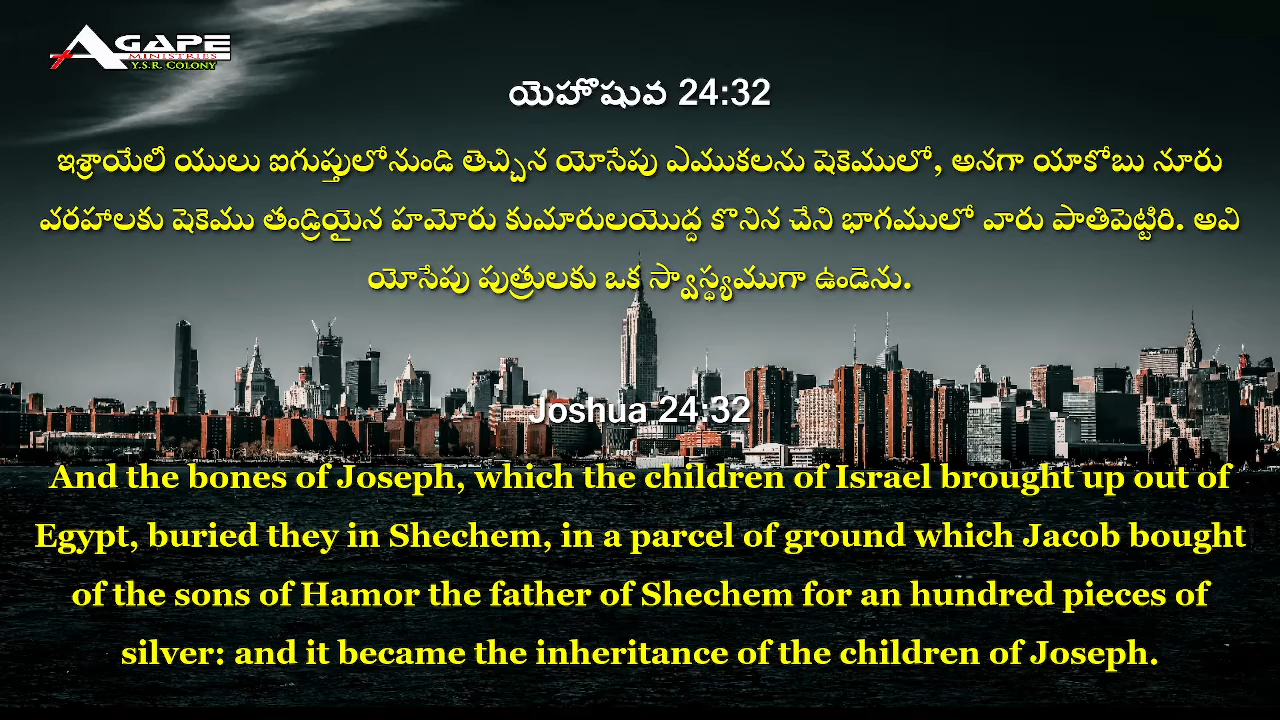 AGAPE
MINISTRIES
Y.S.R. COLONY
యెహోషువ 24:32
ఇశ్రాయేలీ యులు ఐగుప్తులోనుండి తెచ్చిన యోసేపు ఎముకలను షెకెములో, అనగా యాకోబు నూరు
వరహాలకు షెకెము తండ్రియైన హమోరు కుమారులయొద్ద కొనిన చేని భాగములో వారు పాతిపెట్టిరి. అవి
యోసేపు పుత్రులకు ఒక స్వాస్థ్యముగా ఉండెను.
Joshua 24:32
And the bones of Joseph, which the children of Israel brought up out of
Egypt, buried they in Shechem, in a parcel of ground which Jacob bought
of the sons of Hamor the father of Shechem for an hundred pieces of
silver: and it became the inheritance of the children of Joseph.